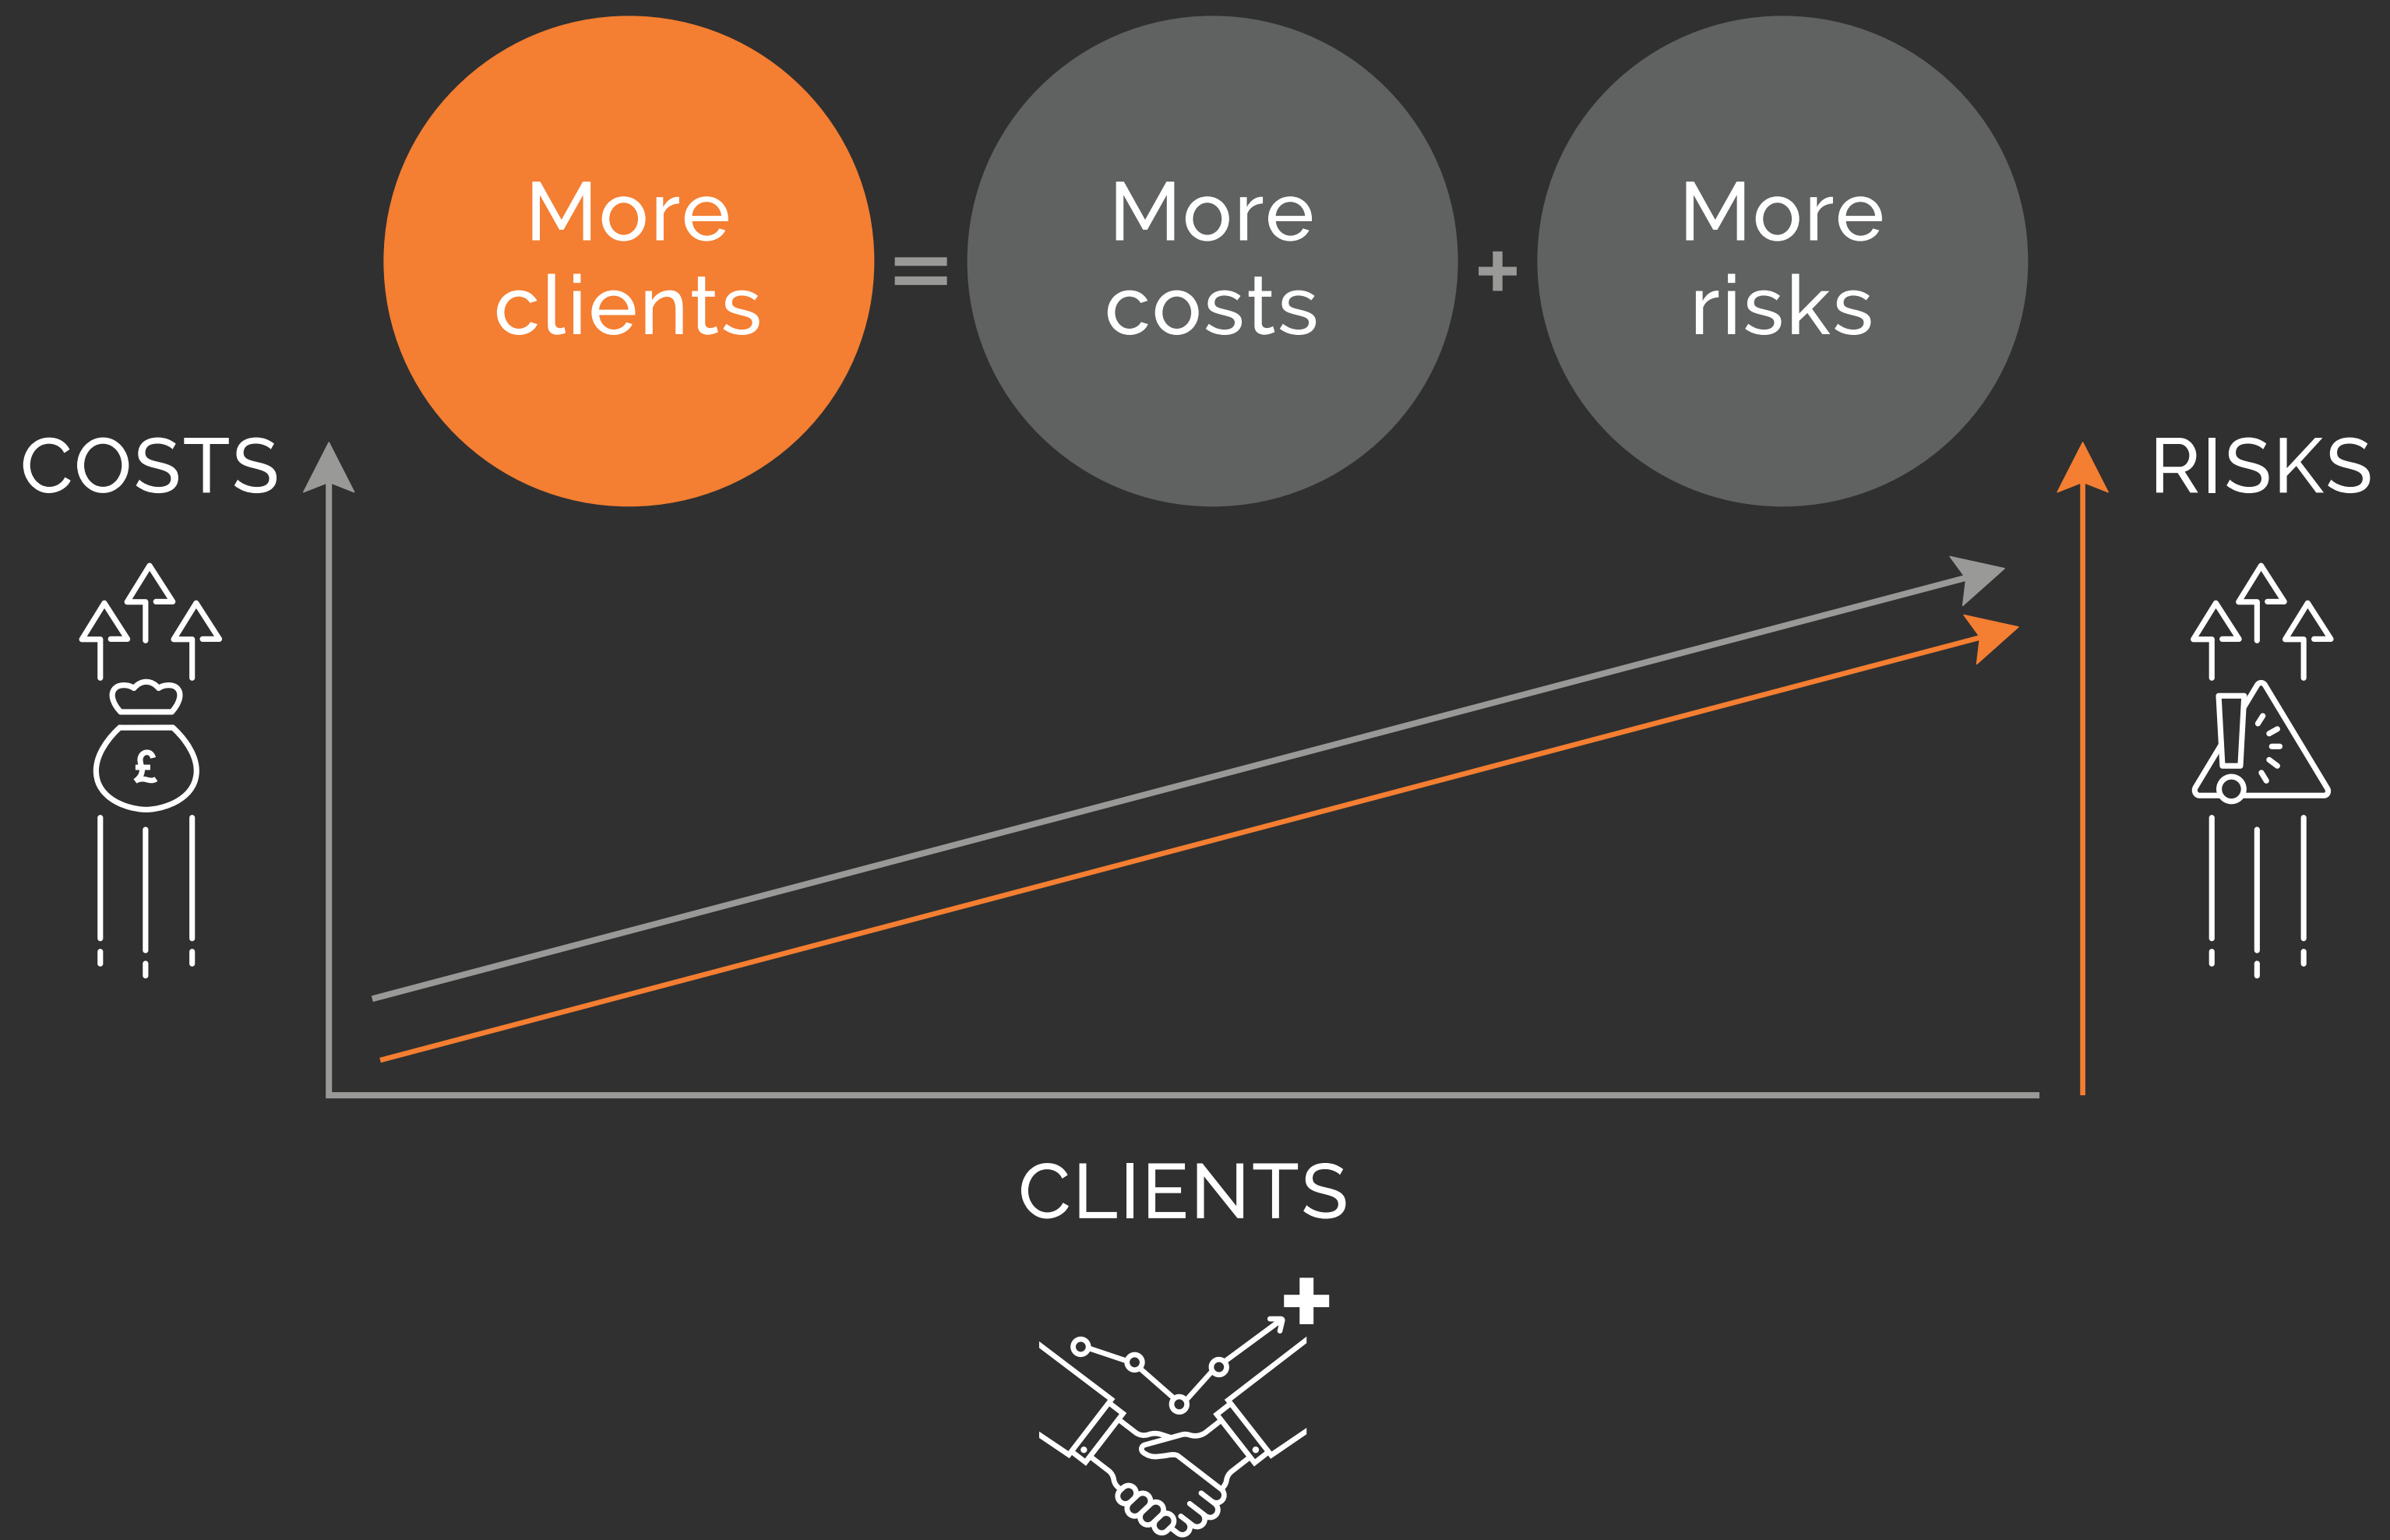 More
clients
=
More
costs
+
More
risks
COSTS
RISKS
£
CLIENTS